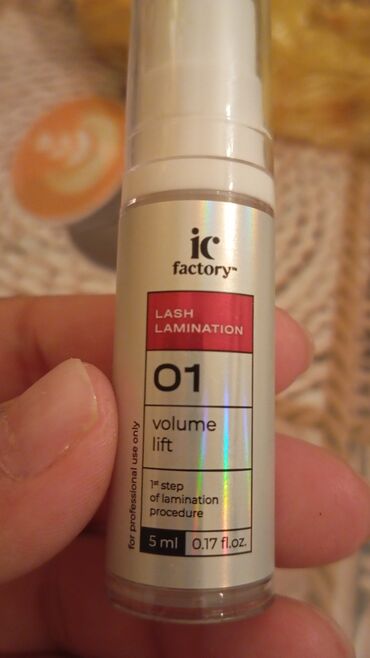 ic
factory™
LASH
LAMINATION
01
volume
lift
1st step
of lamination
procedure
5 ml 0.17 fl.oz.
for professional use only